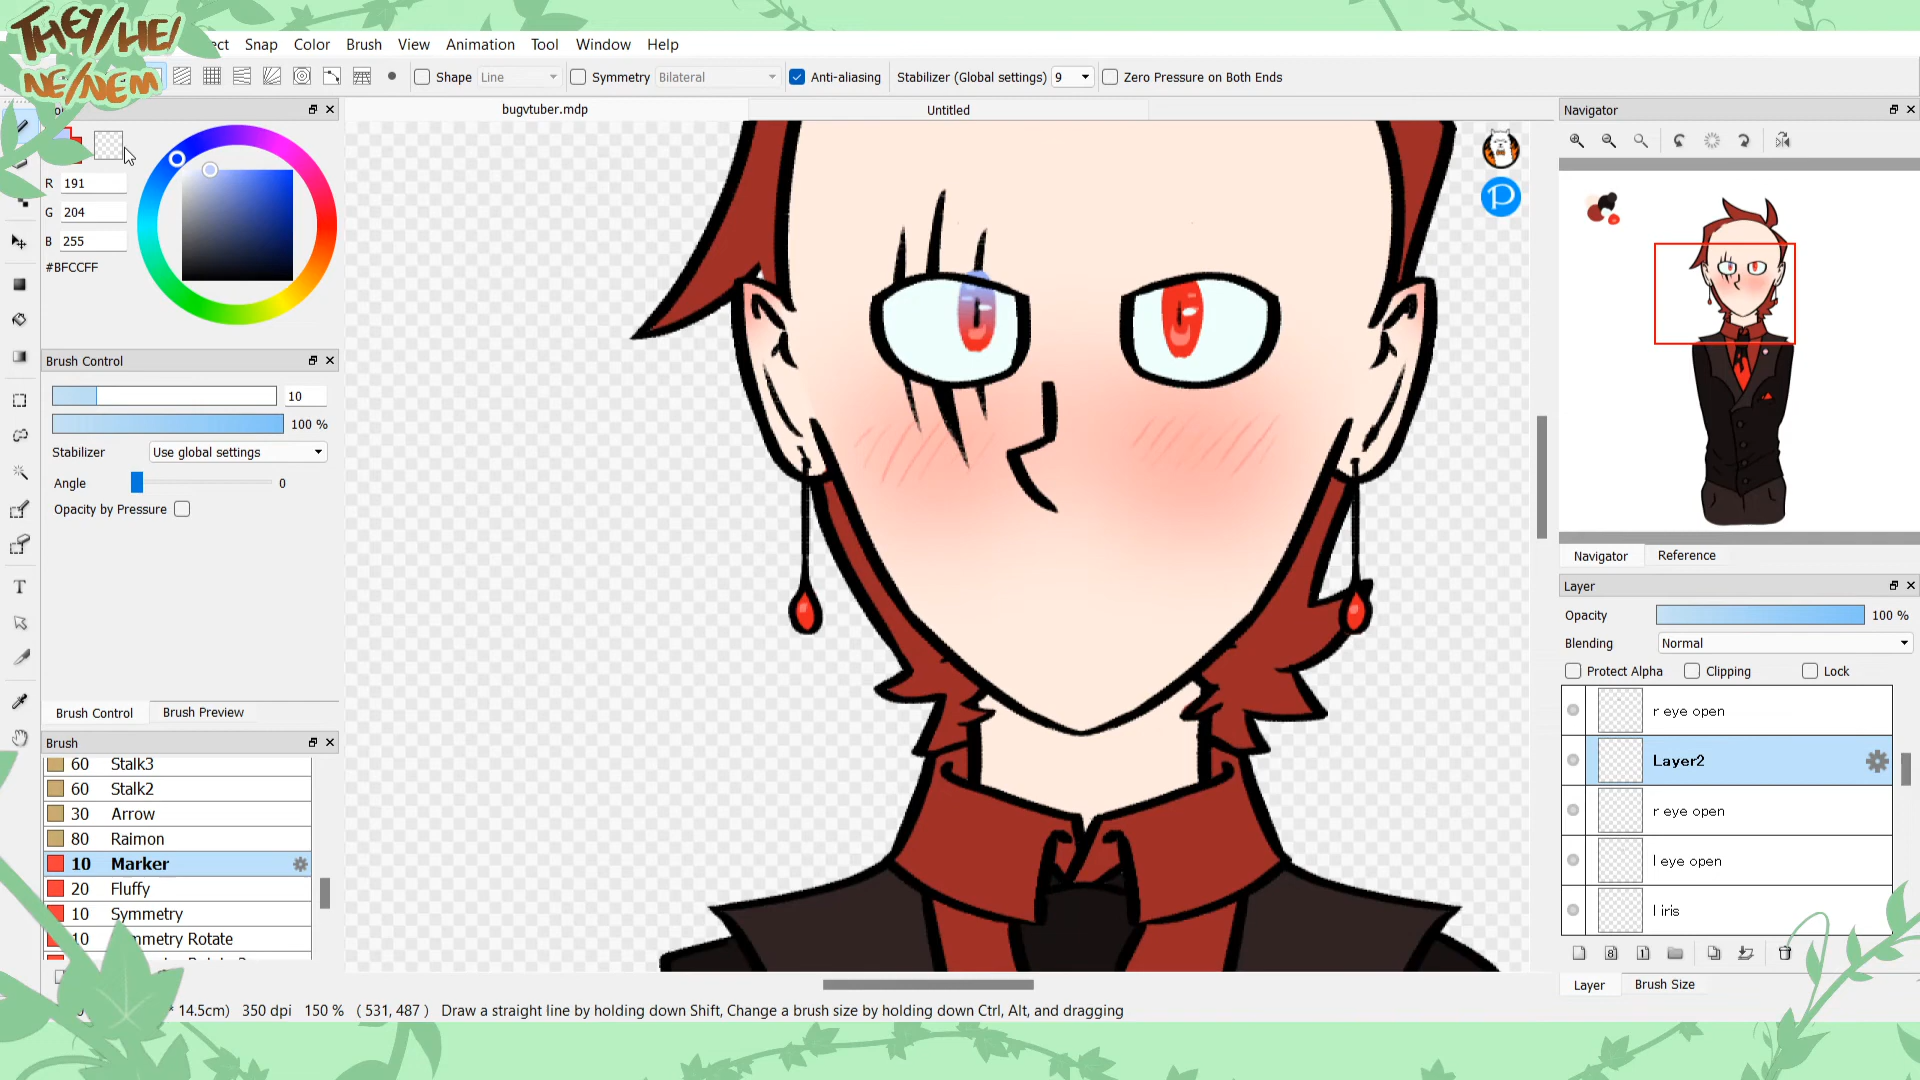 THEY/HE/
NE/NEM
ect Snap Color Brush View Animation Tool Window Help
Shape Line Symmetry Bilateral Anti-aliasing Stabilizer (Global settings) 9 Zero Pressure on Both Ends
bugvtuber.mdp Untitled
R 191
G 204
B 255
#BFCCFF
Brush Control
10
100 %
Stabilizer Use global settings
Angle 0
Opacity by Pressure
Brush Control Brush Preview
Brush
60 Stalk3
60 Stalk2
30 Arrow
80 Raimon
10 Marker
20 Fluffy
10 Symmetry
10 mmetry Rotate
P
Navigator
Navigator Reference
Layer
Opacity 100 %
Blending Normal
Protect Alpha Clipping Lock
r eye open
Layer2
r eye open
l eye open
l iris
8 1
Layer Brush Size
* 14.5cm) 350 dpi 150 % ( 531, 487 ) Draw a straight line by holding down Shift, Change a brush size by holding down Ctrl, Alt, and dragging